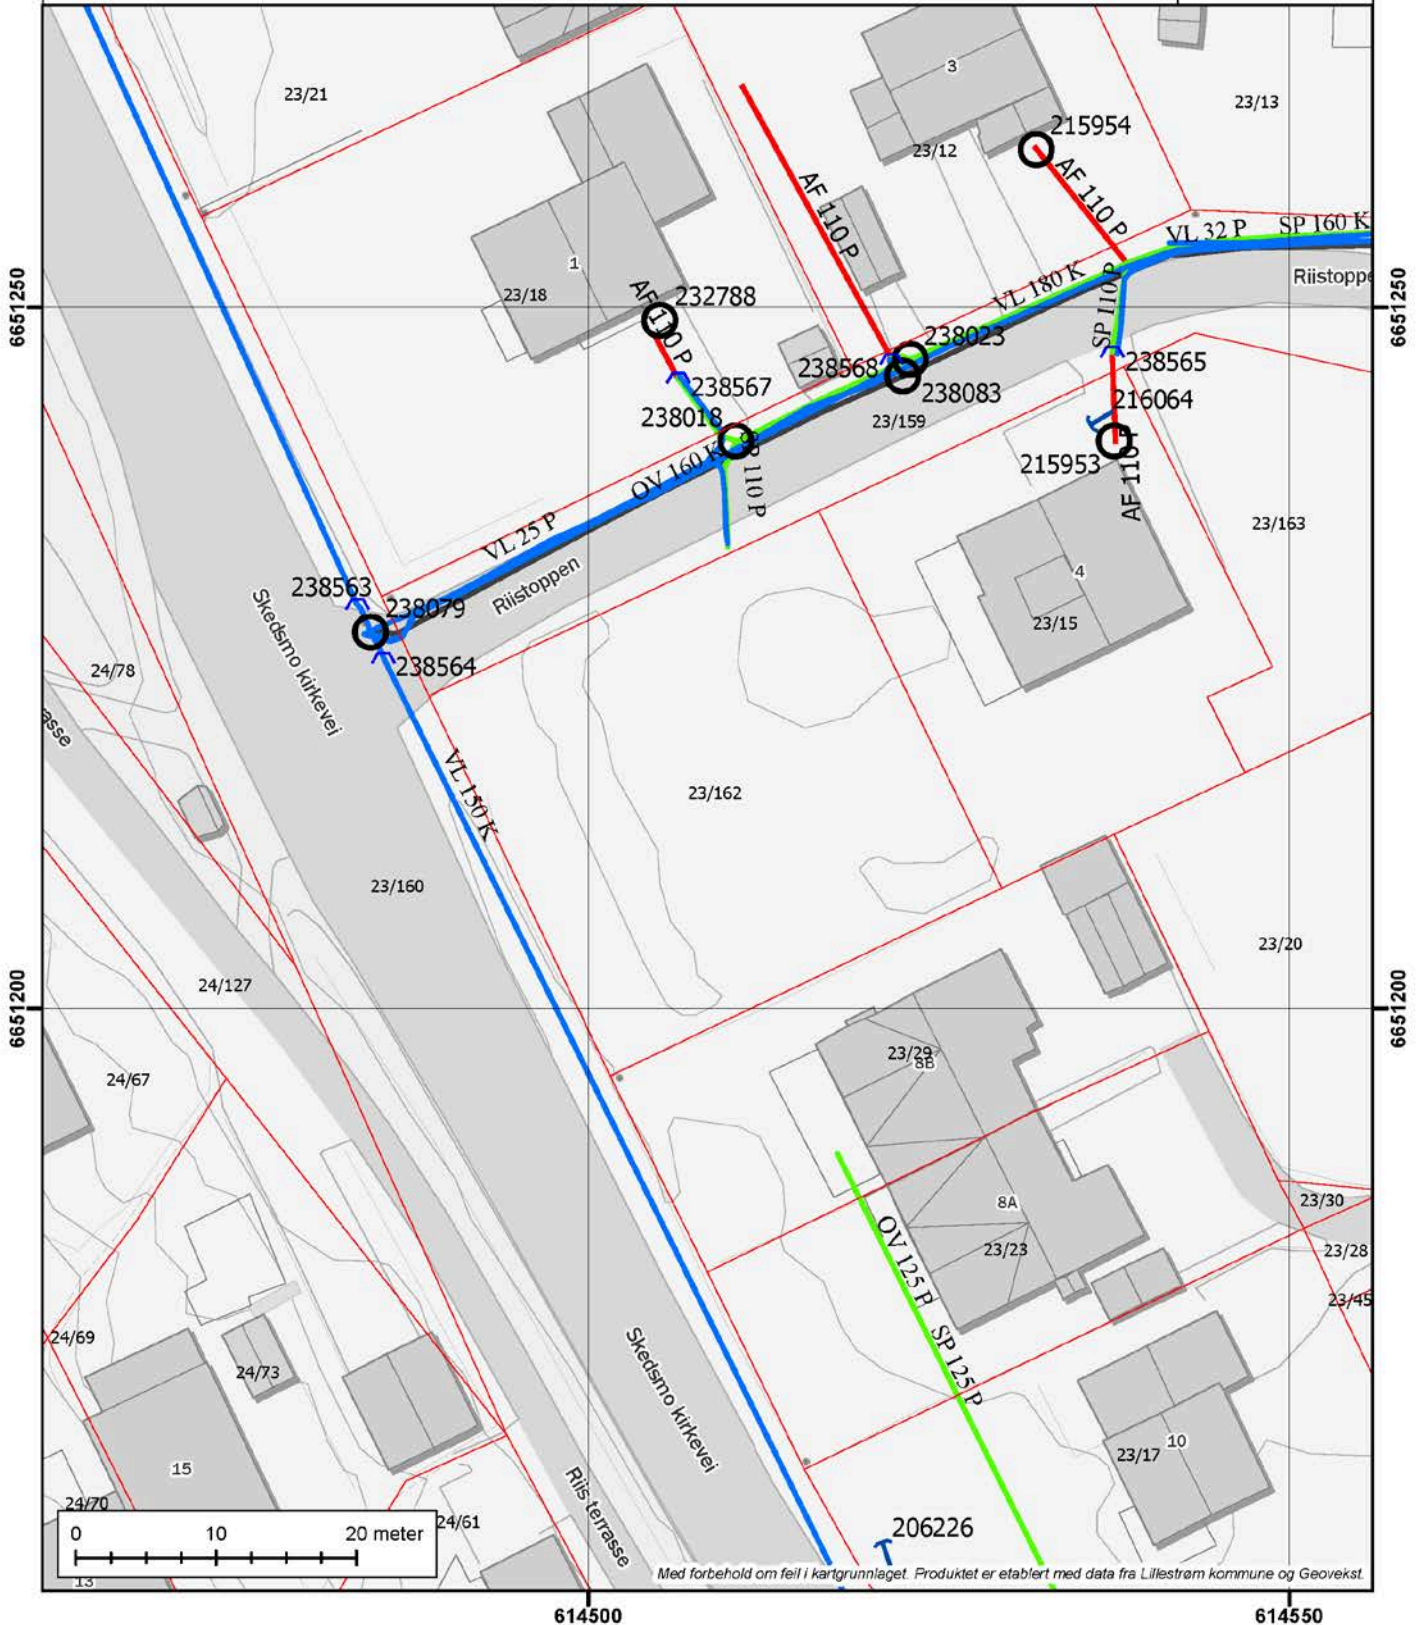 23/21
3
23/13
215954
23/12
AF 110 P
AF 110 P
VL 32 P
SP 160 K
6651250
6651250
1
23/18
AF 110 P
232788
VL 180 K
SP 110 P
238023
238568
238565
238567
238083
216064
238018
23/159
OV 160 K
110 P
215953
AF 110
23/163
VL 25 P
Riistoppen
4
23/15
238563
238079
238564
Skedsmo kirkevei
24/78
VL 150 K
23/162
23/160
23/20
24/127
6651200
6651200
23/29
8B
24/67
8A
23/30
23/23
23/28
OV 125 P
23/45
24/69
SP 125 P
24/73
Skedsmo kirkevei
10
23/17
15
24/70
Riis terrasse
24/61
0 10 20 meter
206226
13
Med forbehold om feil i kartgrunnlaget. Produktet er etablert med data fra Lillestrøm kommune og Geovekst.
614500
614550